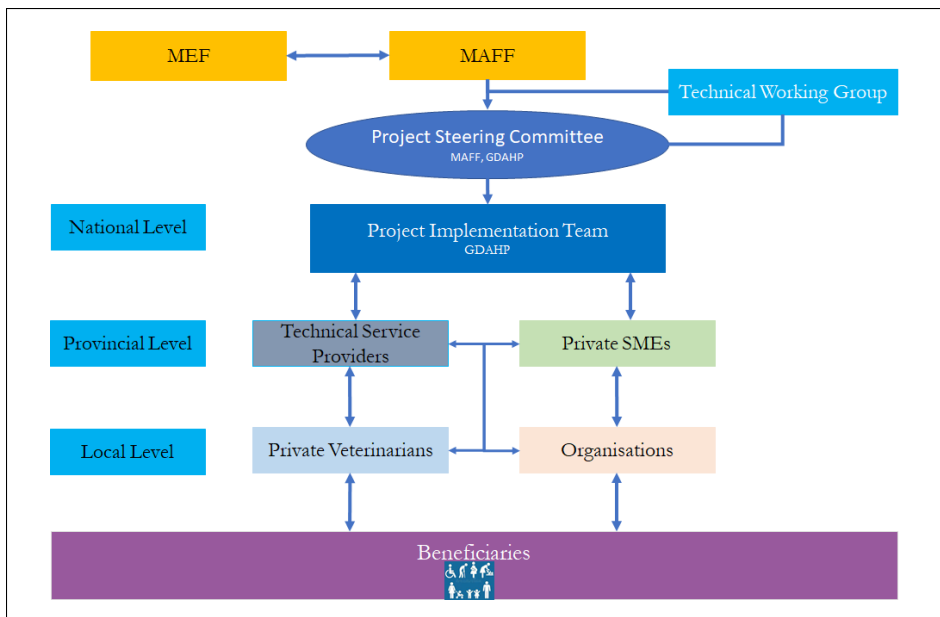 MEF
MAFF
Technical Working Group
Project Steering Committee
MAFF, GDAHP
National Level
Project Implementation Team
GDAHP
Provincial Level
Technical Service
Providers
Private SMEs
Local Level
Private Veterinarians
Organisations
Beneficiaries